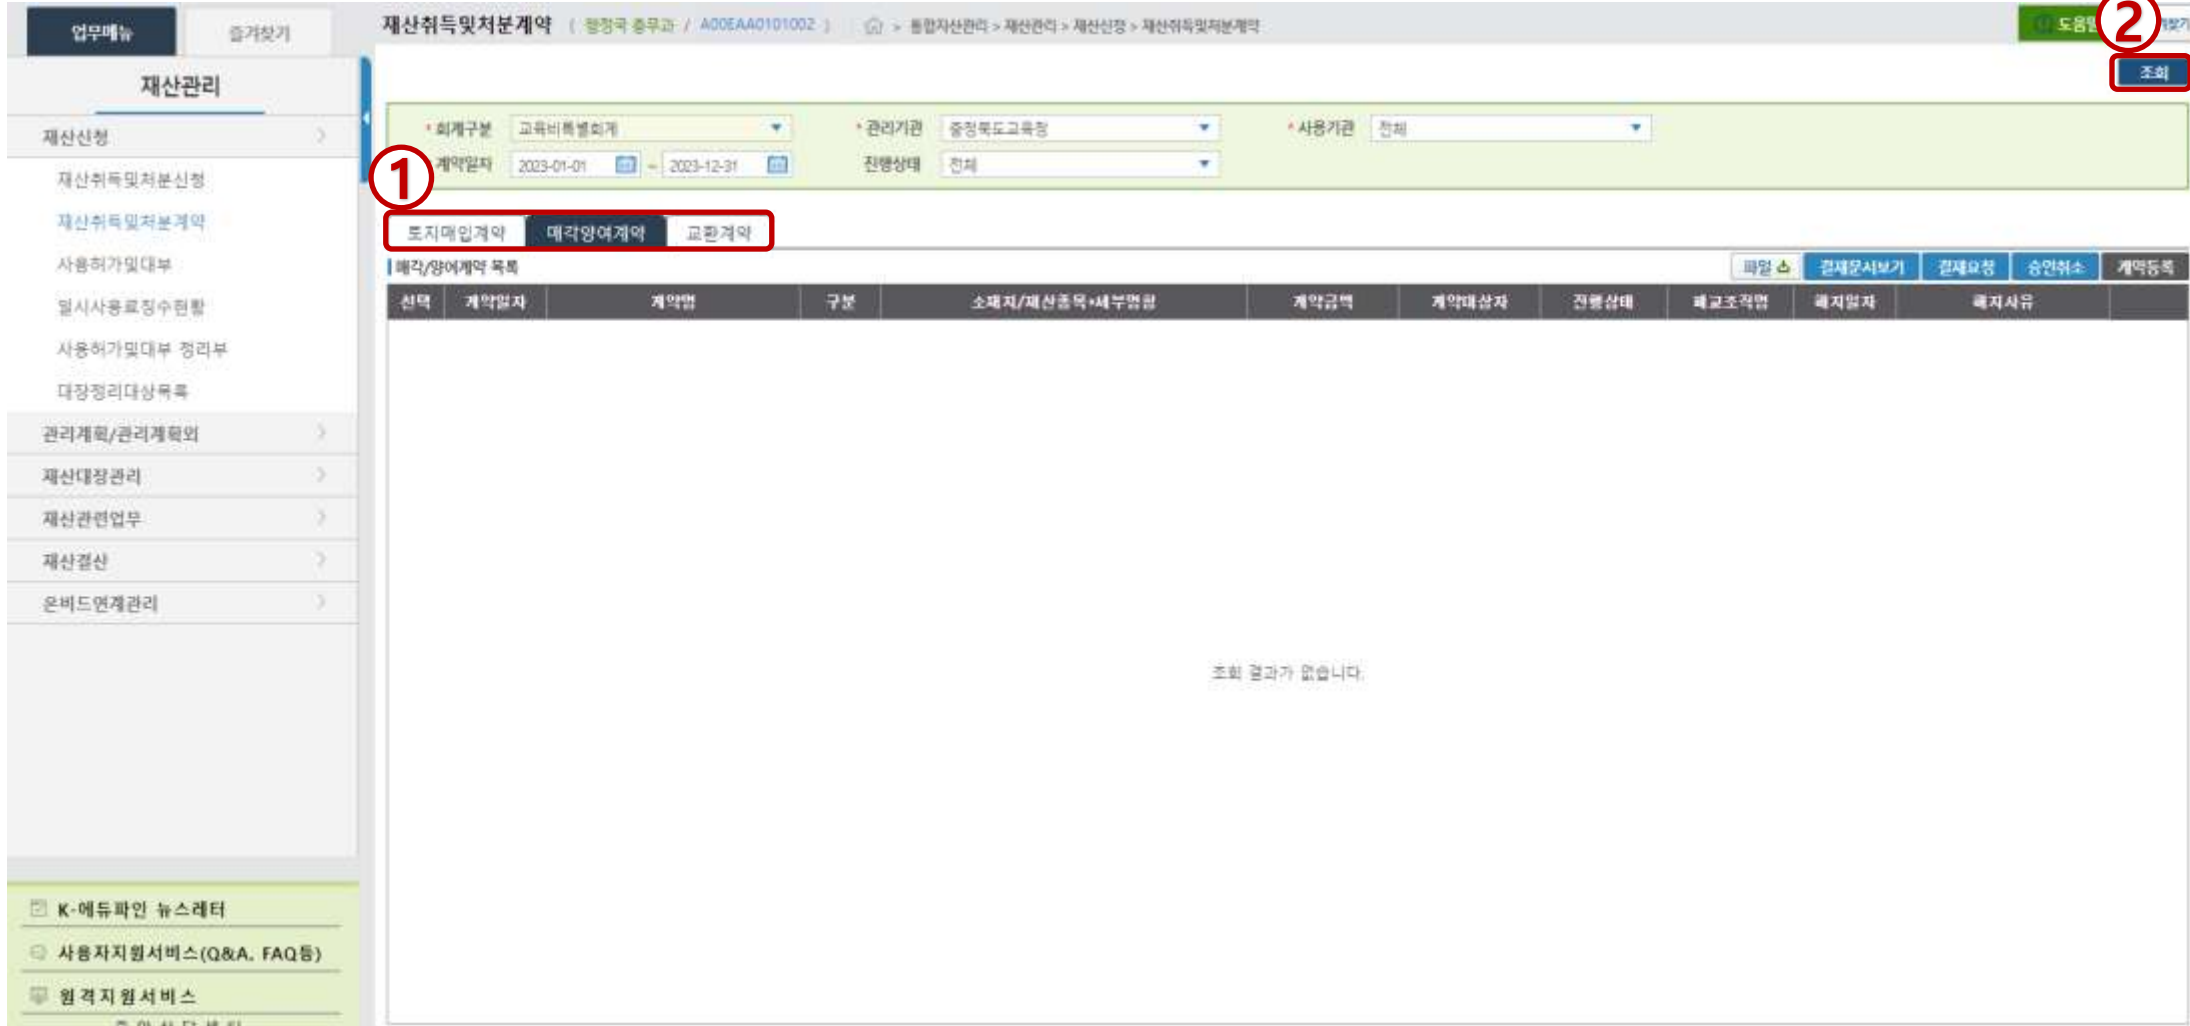 업무메뉴 즐겨찾기
재산취득및처분계약 ( 행정국 총무과 / A00EAA0101002 ) > 통합자산관리 > 재산관리 > 재산신청 > 재산취득및처분계약
②
조회
재산관리
재산신청
재산취득및처분신청
재산취득및처분계약
사용허가및대부
일시사용료징수현황
사용허가및대부 정리부
대장정리대상목록
관리계획/관리계획외
재산대장관리
재산관련업무
재산결산
온비드연계관리
K-에듀파인 뉴스레터
사용자지원서비스(Q&A, FAQ등)
원격지원서비스
중앙상담센터
* 회계구분 교육비특별회계 * 관리기관 충청북도교육청 * 사용기관 전체
계약일자 2023-01-01 ~ 2023-12-31 진행상태 전체
①
토지매입계약 매각양여계약 교환계약
매각/양여계약 목록 파일 결재문서보기 결재요청 승인취소 계약등록
선택 계약일자 계약명 구분 소재지/재산종목+세부명칭 계약금액 계약대상자 진행상태 폐교조직명 해지일자 해지사유
조회 결과가 없습니다.